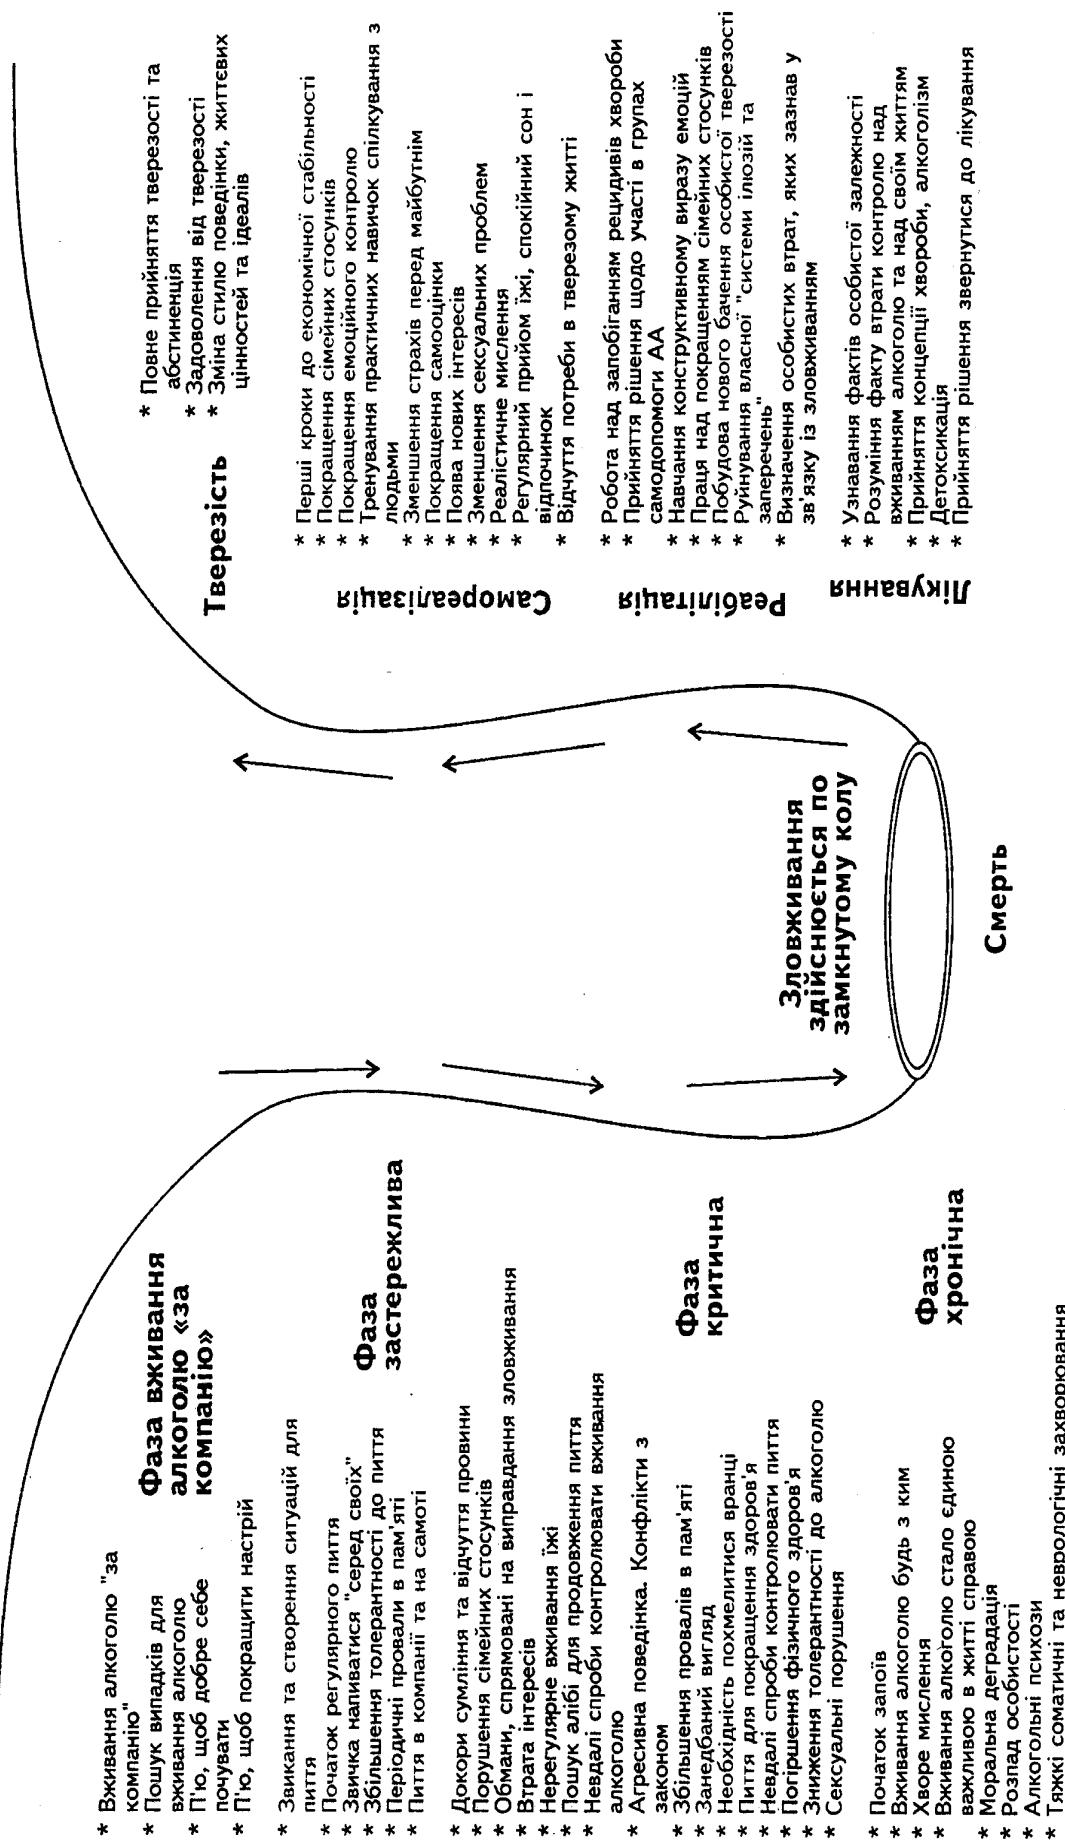 * Вживання алкоголю "за
компанію"
* Пошук випадків для
вживання алкоголю
* П'ю, щоб добре себе
почувати
* П'ю, щоб покращити настрій
Фаза вживання
алкоголю «за
компанію»
* Звикання та створення ситуацій для
пиття
* Початок регулярного пиття
* Звичка напиватися "серед своїх"
* Збільшення толерантності до пиття
* Періодичні провали в пам'яті
* Пиття в компанії та на самоті
Фаза
застережлива
* Докори сумління та відчуття провини
* Порушення сімейних стосунків
* Обмани, спрямовані на виправдання зловживання
* Втрата інтересів
* Нерегулярне вживання їжі
* Пошук алібі для продовження пиття
* Невдалі спроби контролювати вживання
алкоголю
* Агресивна поведінка. Конфлікти з
законом
* Збільшення провалів в пам'яті
* Занедбаний вигляд
* Необхідність похмелитися вранці
* Пиття для покращення здоров'я
* Невдалі спроби контролювати пиття
* Погіршення фізичного здоров'я
* Зниження толерантності до алкоголю
* Сексуальні порушення
Фаза
критична
* Початок запоїв
* Вживання алкоголю будь з ким
* Хворе мислення
* Вживання алкоголю стало єдиною
важливою в житті справою
* Моральна деградація
* Розпад особистості
* Алкогольні психози
* Тяжкі соматичні та неврологічні захворювання
Фаза
хронічна
Зловживання
здійснюється по
замкнутому колу
Смерть
Тверезість
* Повне прийняття тверезості та
абстиненція
* Задоволення від тверезості
* Зміна стилю поведінки, життєвих
цінностей та ідеалів
Самореалізація
* Перші кроки до економічної стабільності
* Покращення сімейних стосунків
* Покращення емоційного контролю
* Тренування практичних навичок спілкування з
людьми
* Зменшення страхів перед майбутнім
* Покращення самооцінки
* Поява нових інтересів
* Зменшення сексуальних проблем
* Реалістичне мислення
* Регулярний прийом їжі, спокійний сон і
відпочинок
* Відчуття потреби в тверезому житті
Реабілітація
* Робота над запобіганням рецидивів хвороби
* Прийняття рішення щодо участі в групах
самодопомоги АА
* Навчання конструктивному виразу емоцій
* Праця над покращенням сімейних стосунків
* Побудова нового бачення особистої тверезості
* Руйнування власної "системи ілюзій та
заперечень"
* Визначення особистих втрат, яких зазнав у
зв'язку із зловживанням
Лікування
* Узнавання фактів особистої залежності
* Розуміння факту втрати контролю над
вживанням алкоголю та над своїм життям
* Прийняття концепції хвороби, алкоголізм
* Детоксикація
* Прийняття рішення звернутися до лікування